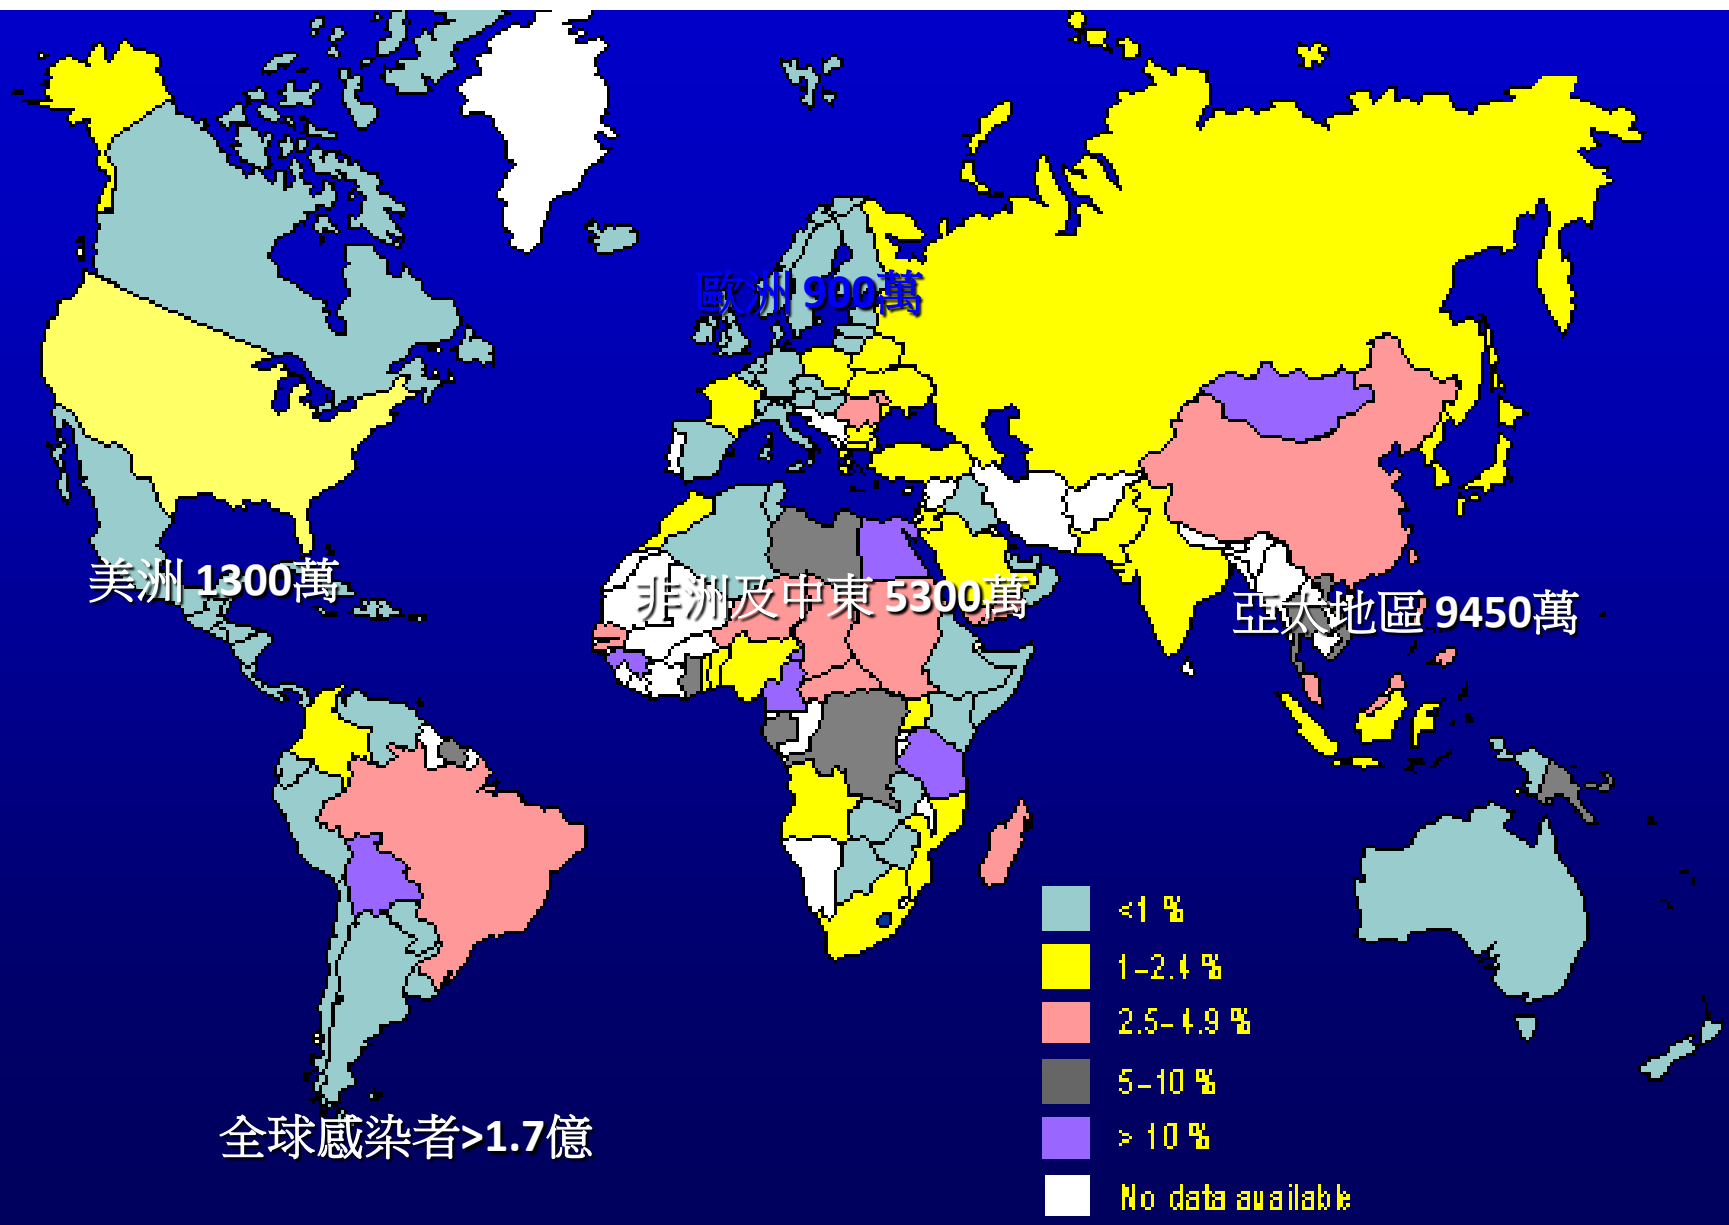 歐洲 900萬
美洲 1300萬
非洲及中東 5300萬
亞太地區 9450萬
<1 %
1-2.4 %
2.5-4.9 %
5-10 %
> 10 %
No data available
全球感染者>1.7億